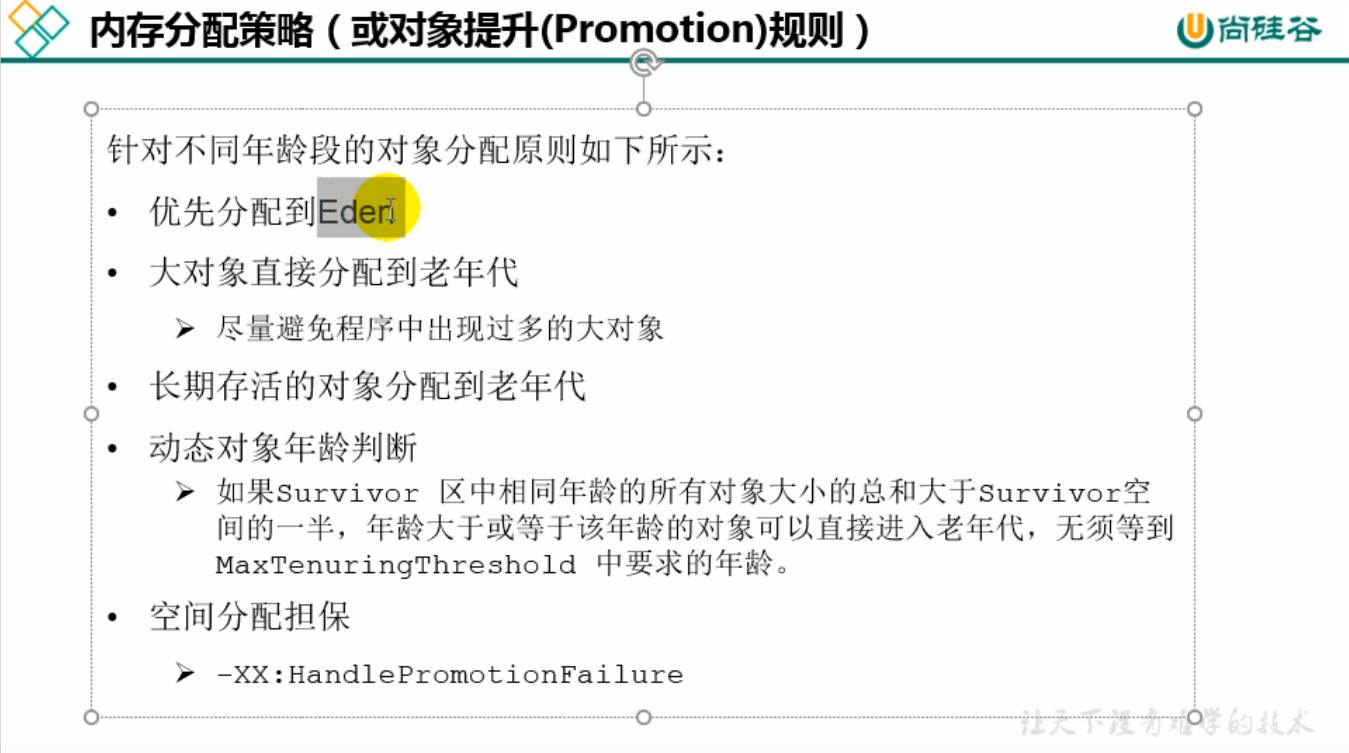 内存分配策略（或对象提升(Promotion)规则）
尚硅谷
针对不同年龄段的对象分配原则如下所示：
• 优先分配到Eden
• 大对象直接分配到老年代
➢ 尽量避免程序中出现过多的大对象
• 长期存活的对象分配到老年代
• 动态对象年龄判断
➢ 如果Survivor 区中相同年龄的所有对象大小的总和大于Survivor空
间的一半，年龄大于或等于该年龄的对象可以直接进入老年代，无须等到
MaxTenuringThreshold 中要求的年龄。
• 空间分配担保
➢ -XX:HandlePromotionFailure
让天下没有难学的技术